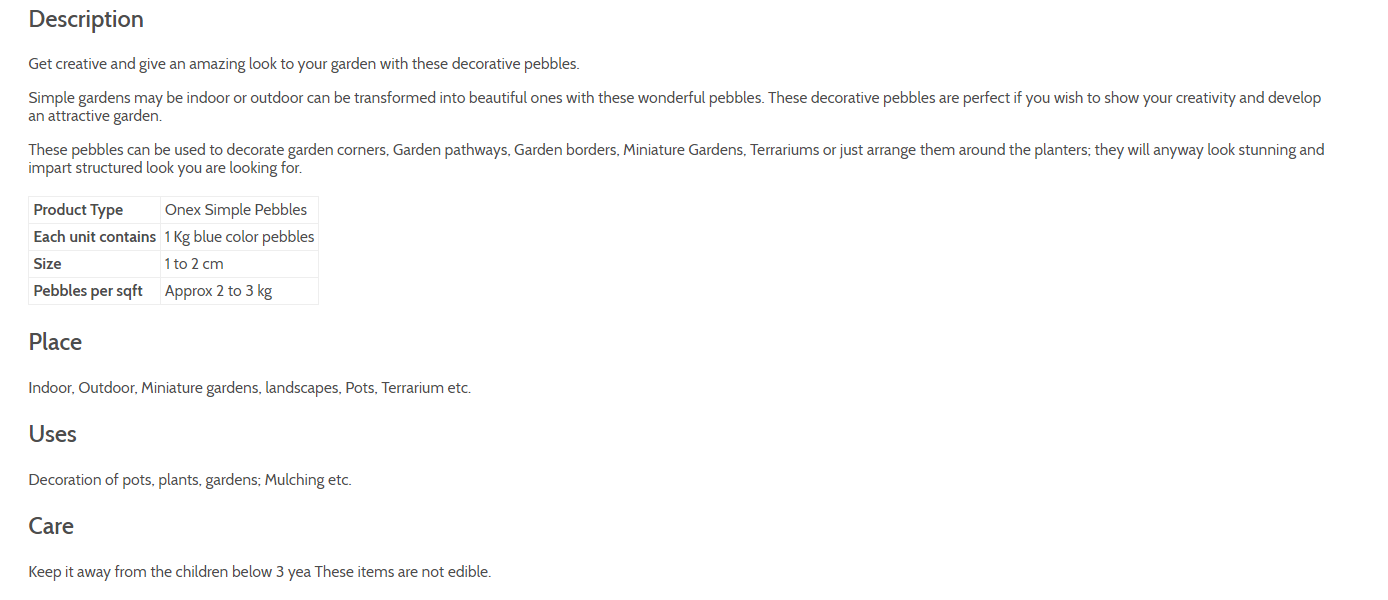 Description
Get creative and give an amazing look to your garden with these decorative pebbles.
Simple gardens may be indoor or outdoor can be transformed into beautiful ones with these wonderful pebbles. These decorative pebbles are perfect if you wish to show your creativity and develop
an attractive garden.
These pebbles can be used to decorate garden corners, Garden pathways, Garden borders, Miniature Gardens, Terrariums or just arrange them around the planters; they will anyway look stunning and
impart structured look you are looking for.
Product Type Onex Simple Pebbles
Each unit contains 1 Kg blue color pebbles
Size 1 to 2 cm
Pebbles per sqft Approx 2 to 3 kg
Place
Indoor, Outdoor, Miniature gardens, landscapes, Pots, Terrarium etc.
Uses
Decoration of pots, plants, gardens; Mulching etc.
Care
Keep it away from the children below 3 yea These items are not edible.